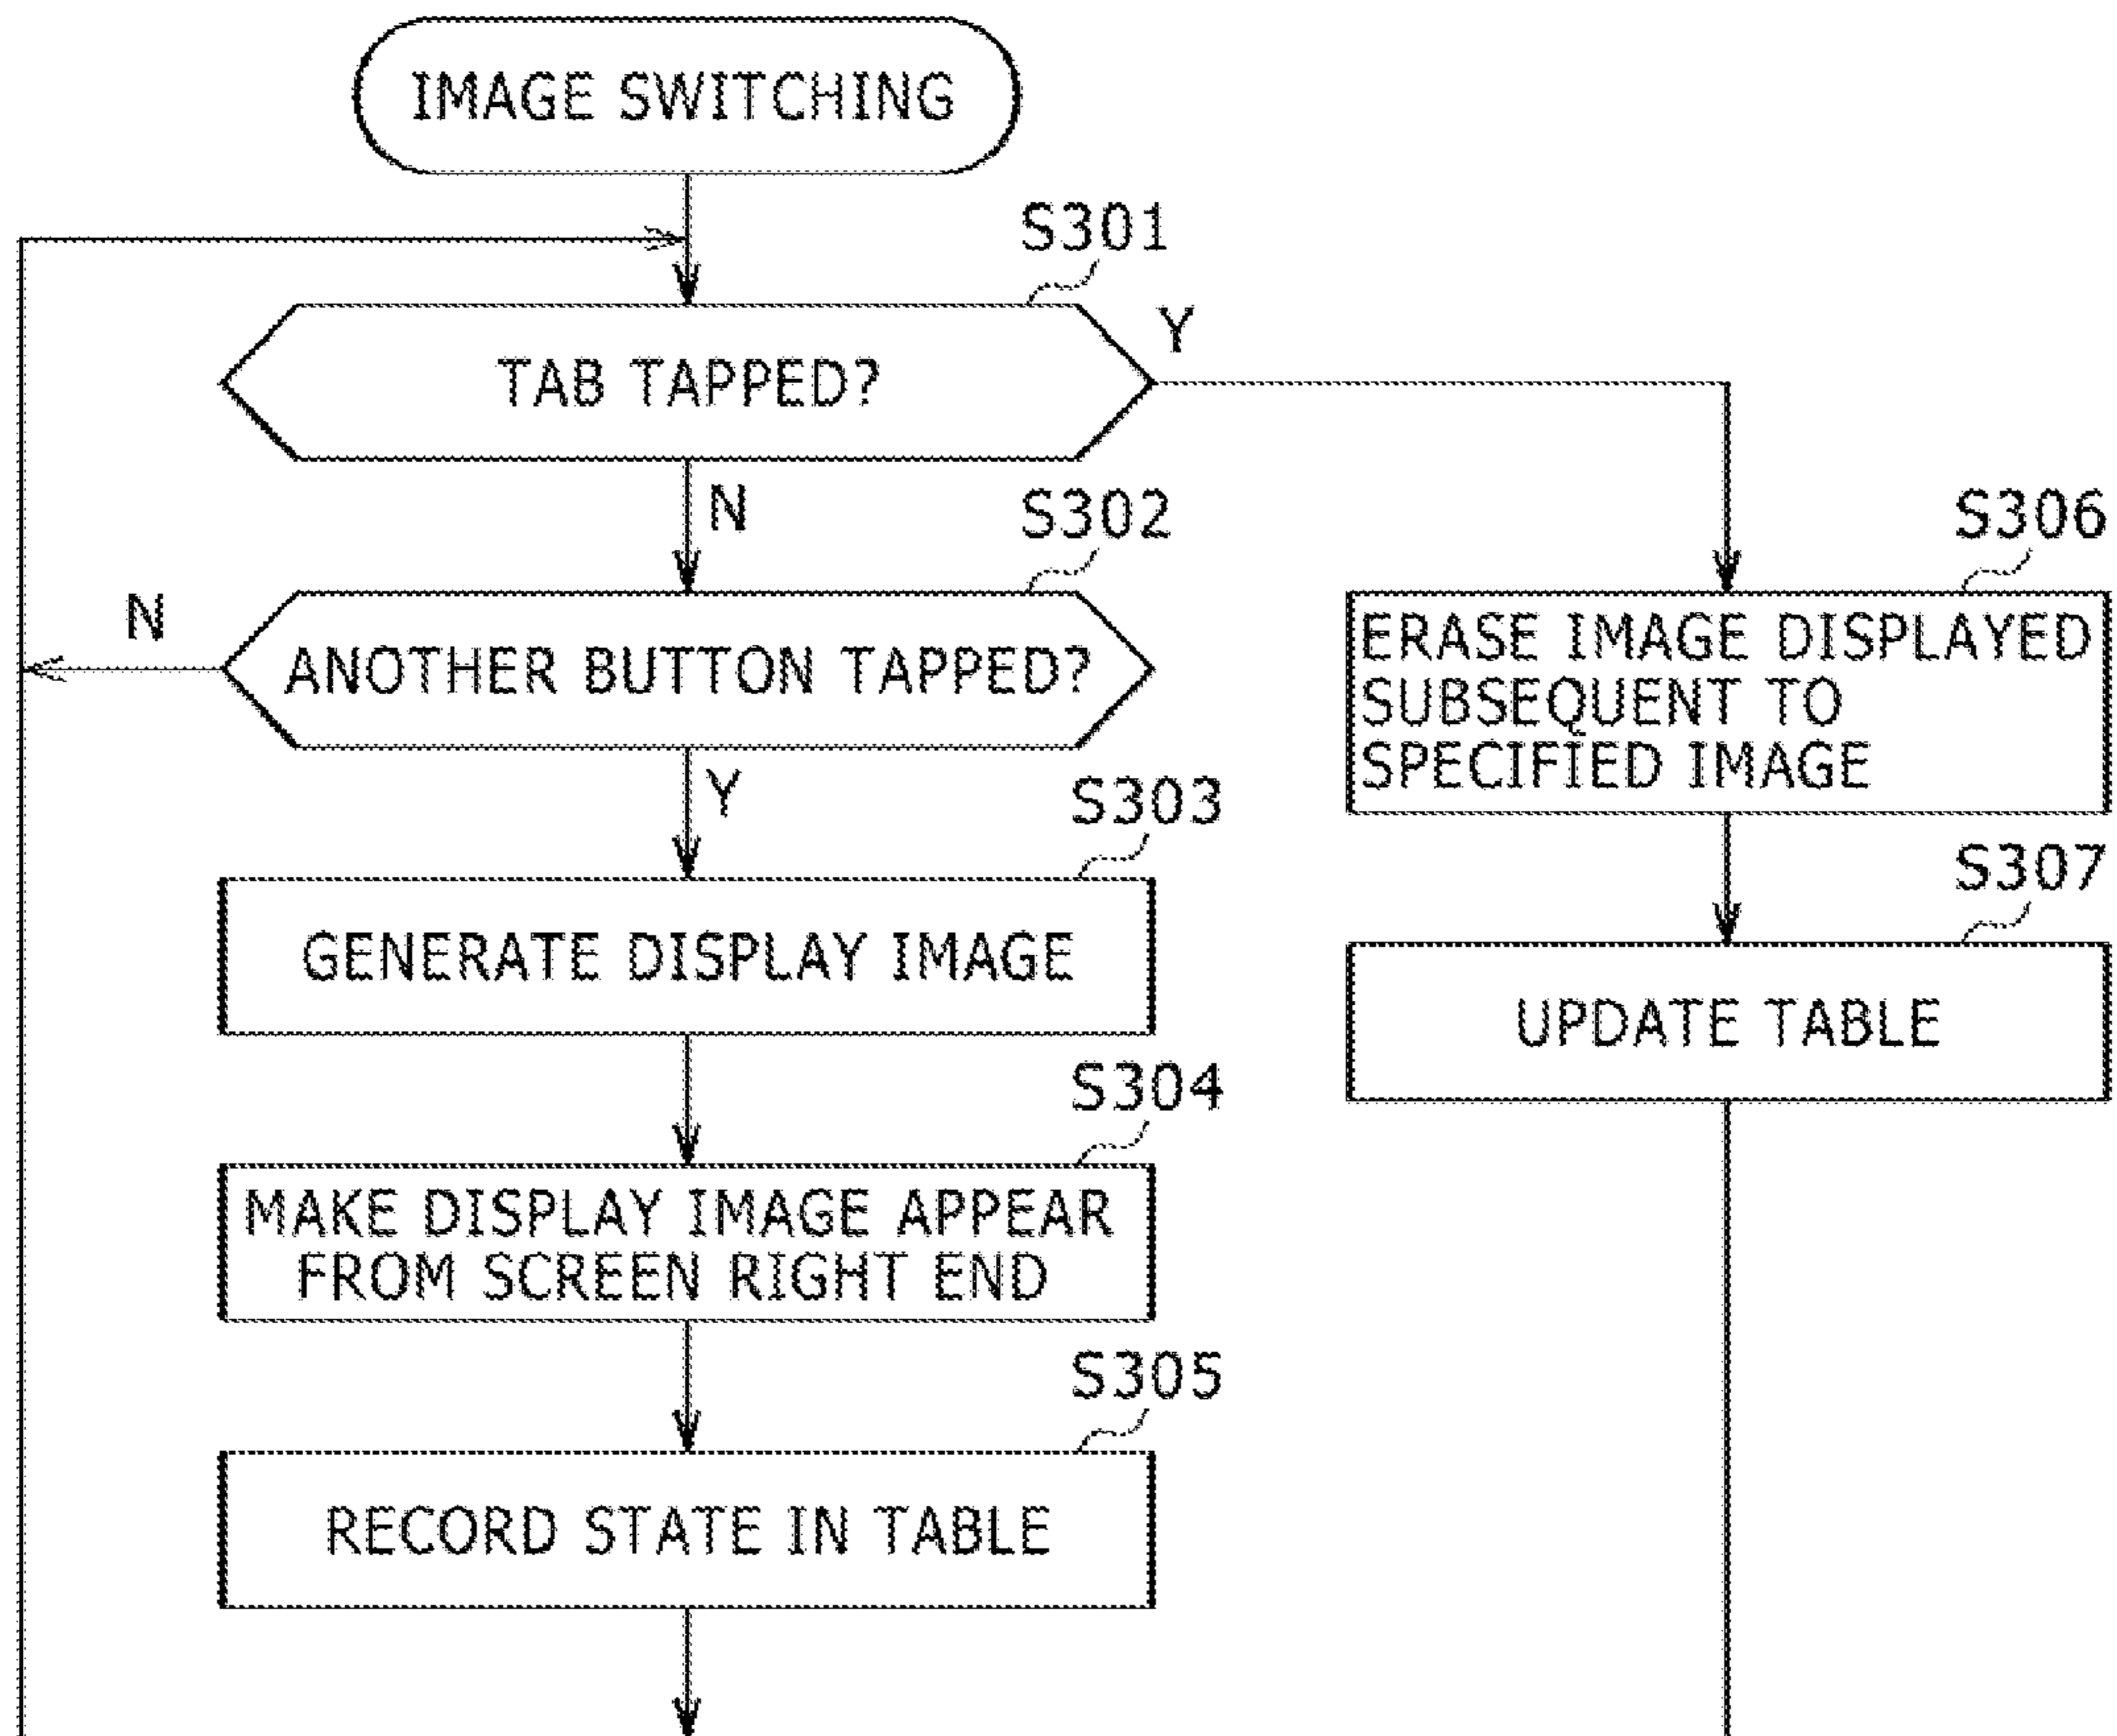 IMAGE SWITCHING
S301
TAB TAPPED?
Y
N
S302
ANOTHER BUTTON TAPPED?
N
Y
S303
GENERATE DISPLAY IMAGE
S304
MAKE DISPLAY IMAGE APPEAR
FROM SCREEN RIGHT END
S305
RECORD STATE IN TABLE
S306
ERASE IMAGE DISPLAYED
SUBSEQUENT TO
SPECIFIED IMAGE
S307
UPDATE TABLE